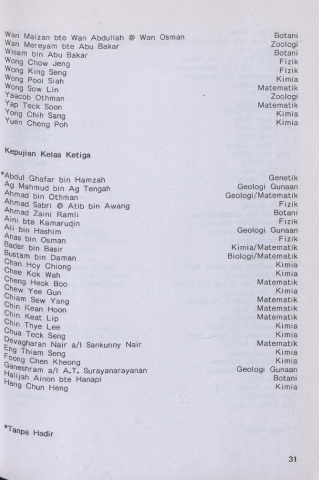 Wan Maizan bte Wan Abdullah @ Wan Osman Botani
Wan Mereyam bte Abu Bakar Zoologi
Wisam bin Abu Bakar Botani
Wong Chow Jeng Fizik
Wong King Seng Fizik
Wong Pooi Siah Kimia
Wong Sow Lin Matematik
Yaacob Othman Zoologi
Yap Teck Soon Matematik
Yong Chih Sang Kimia
Yuen Cheng Poh Kimia
Kepujian Kelas Ketiga
*Abdul Ghafar bin Hamzah Genetik
Ag Mahmud bin Ag Tengah Geologi Gunaan
Ahmad bin Othman Geologi/Matematik
Ahmad Sabri @ Atib bin Awang Fizik
Ahmad Zaini Ramli Botani
Aini bte Kamarudin Fizik
Ali bin Hashim Geologi Gunaan
Anas bin Osman Fizik
Badar bin Basir Kimia/Matematik
Bustam bin Daman Biologi/Matematik
Chan Hoy Chiong Kimia
Chee Kok Wah Kimia
Cheng Heok Boo Matematik
Chew Yee Gun Kimia
Chiam Sew Yang Matematik
Chin Kean Hoon Matematik
Chin Keat Lip Matematik
Chin Thye Lee Kimia
Chua Teck Seng Kimia
Devagharan Nair a/l Sankunny Nair Matematik
Eng Thiam Seng Kimia
Foong Chen Kheong Kimia
Ganeshram a/l A.T. Surayanarayanan Geologi Gunaan
Halijah Ainon bte Hanapi Botani
Hang Chun Heng Kimia
*Tanpa Hadir
31